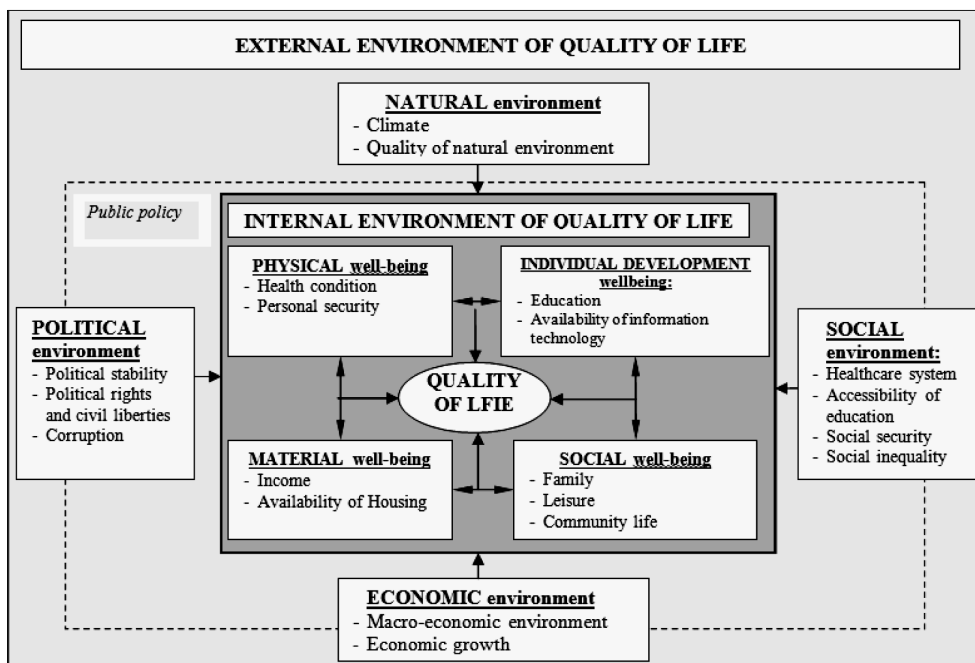 EXTERNAL ENVIRONMENT OF QUALITY OF LIFE
NATURAL environment
- Climate
- Quality of natural environment
Public policy
INTERNAL ENVIRONMENT OF QUALITY OF LIFE
PHYSICAL well-being
- Health condition
- Personal security
INDIVIDUAL DEVELOPMENT
wellbeing:
- Education
- Availability of information
technology
POLITICAL
environment
- Political stability
- Political rights
and civil liberties
- Corruption
QUALITY
OF LFIE
SOCIAL
environment:
- Healthcare system
- Accessibility of
education
- Social security
- Social inequality
MATERIAL well-being
- Income
- Availability of Housing
SOCIAL well-being
- Family
- Leisure
- Community life
ECONOMIC environment
- Macro-economic environment
- Economic growth